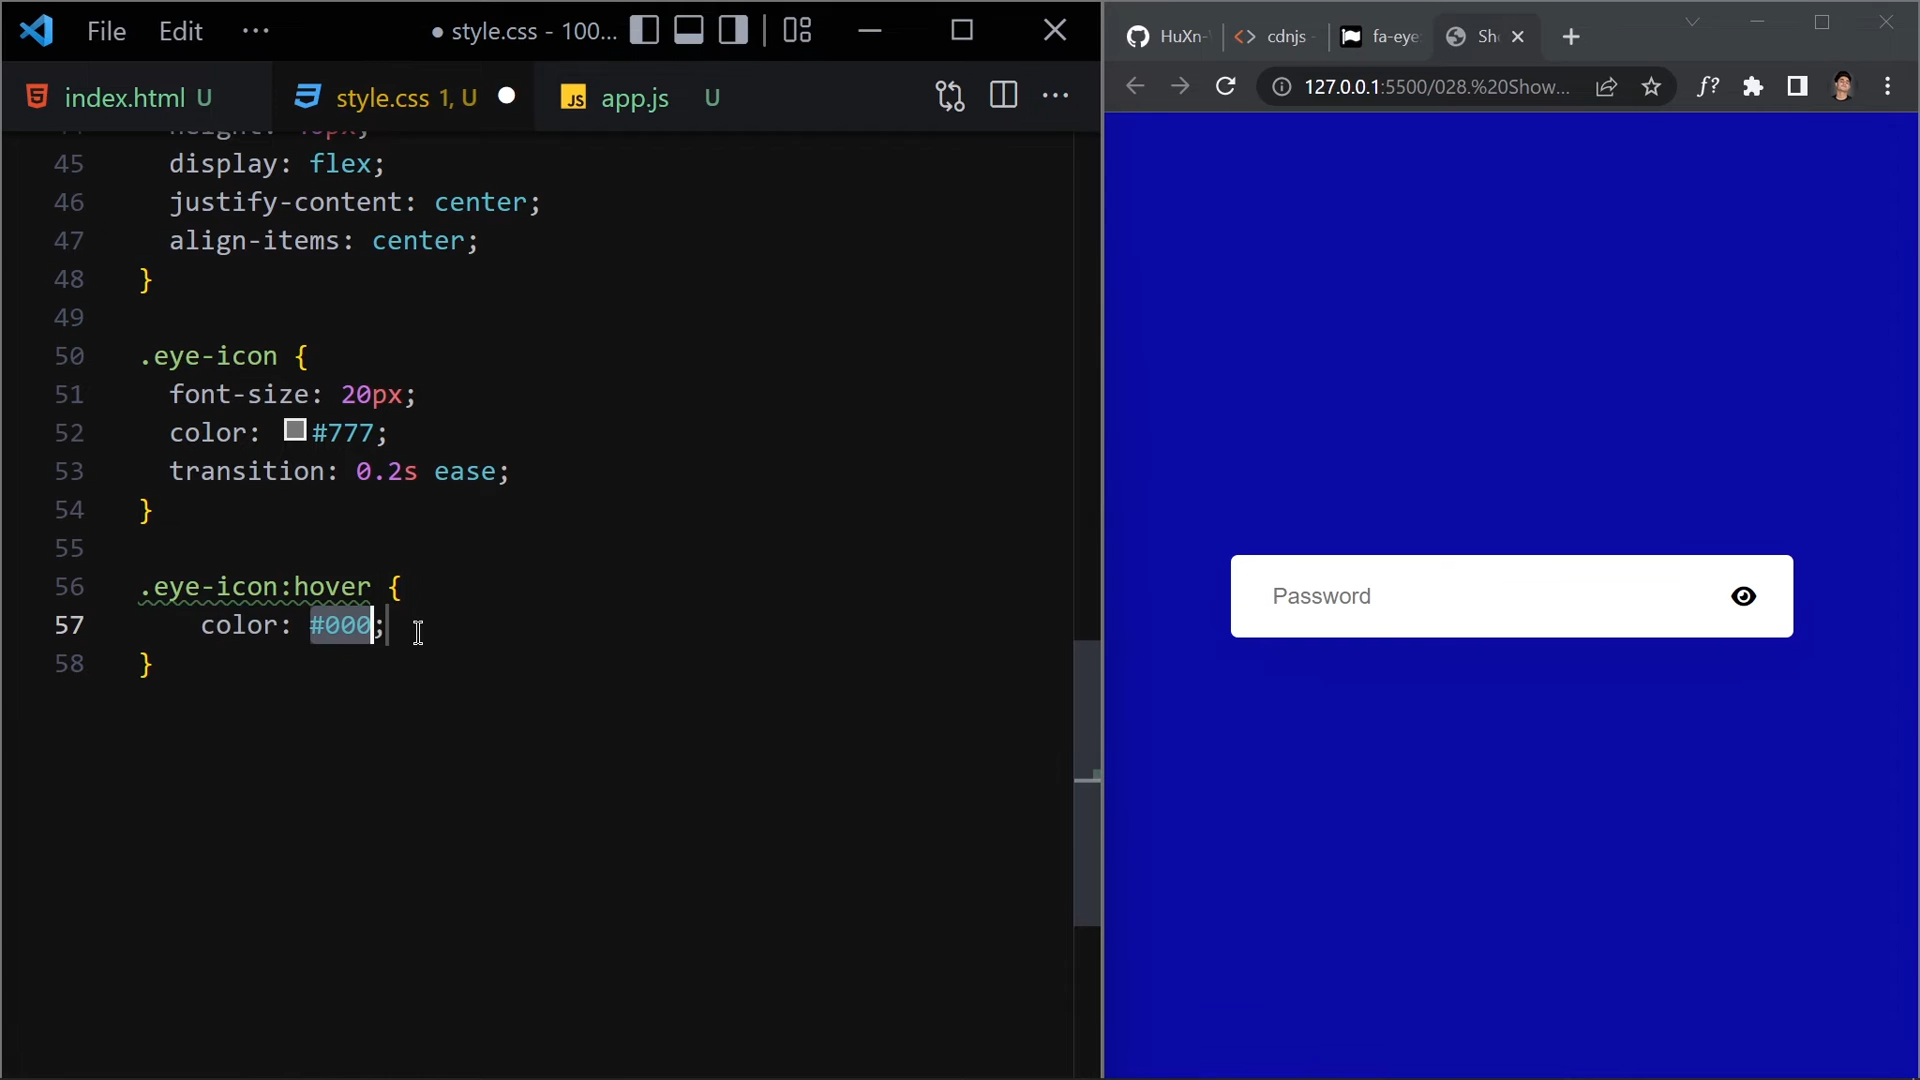 File Edit ... ● style.css - 100...
index.html U style.css 1, U app.js U
45 display: flex;
46 justify-content: center;
47 align-items: center;
48 }
49
50 .eye-icon {
51 font-size: 20px;
52 color: #777;
53 transition: 0.2s ease;
54 }
55
56 .eye-icon:hover {
57 color: #000;
58 }
HuXn- cdnjs fa-eye Sh
127.0.0.1:5500/028.%20Show... f?
Password